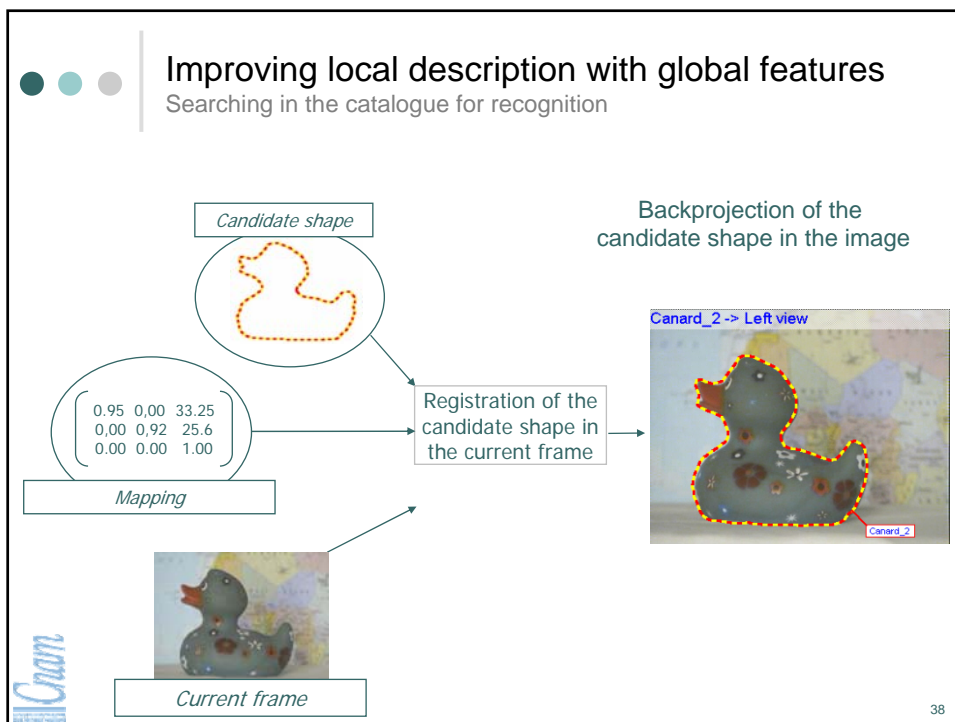 Improving local description with global features
Searching in the catalogue for recognition
Candidate shape
Backprojection of the
candidate shape in the image
Canard_2 -> Left view
0.95 0,00 33.25
0,00 0,92 25.6
0.00 0.00 1.00
Mapping
Registration of the
candidate shape in
the current frame
Canard_2
Current frame
Cnam
38